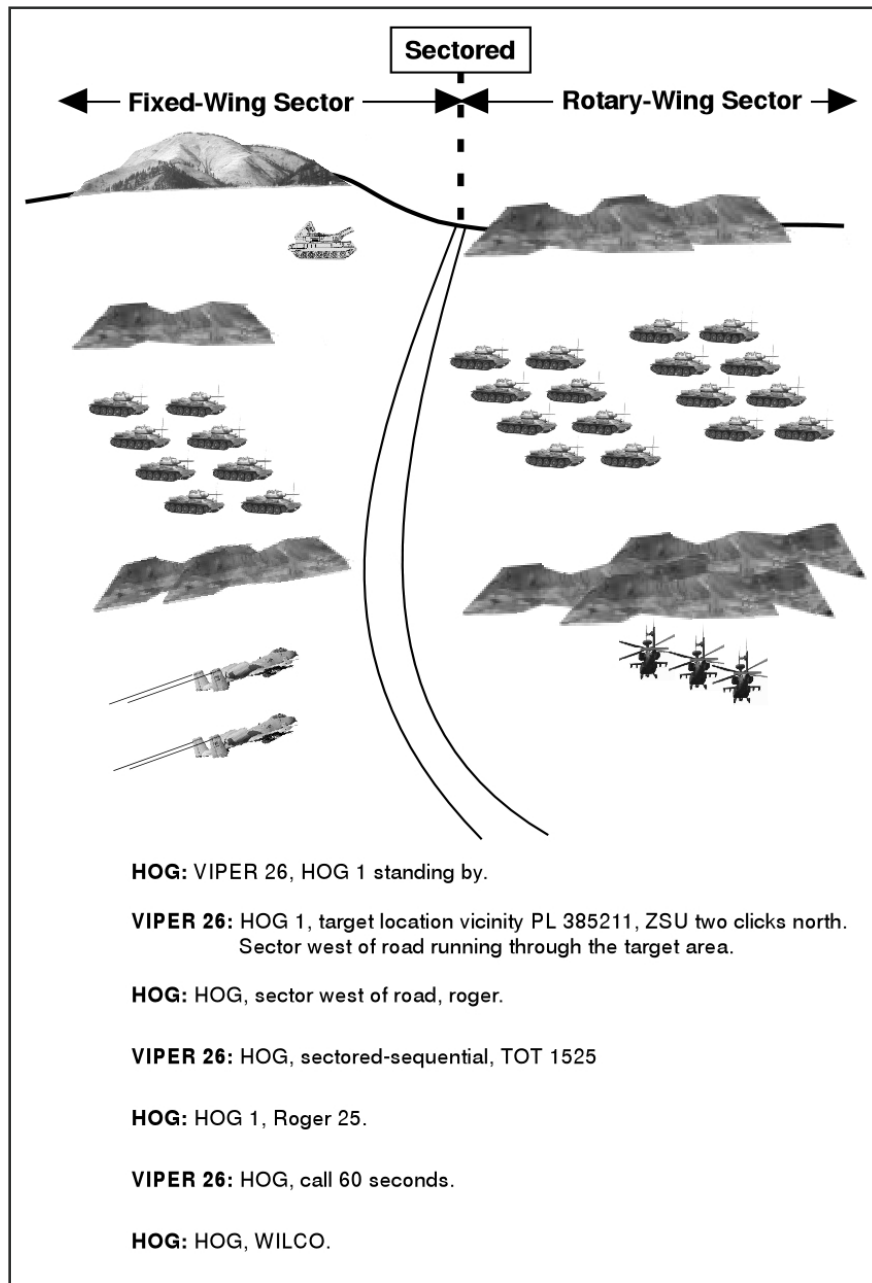 Sectored
Fixed-Wing Sector
Rotary-Wing Sector
HOG: VIPER 26, HOG 1 standing by.
VIPER 26: HOG 1, target location vicinity PL 385211, ZSU two clicks north.
Sector west of road running through the target area.
HOG: HOG, sector west of road, roger.
VIPER 26: HOG, sectored-sequential, TOT 1525
HOG: HOG 1, Roger 25.
VIPER 26: HOG, call 60 seconds.
HOG: HOG, WILCO.